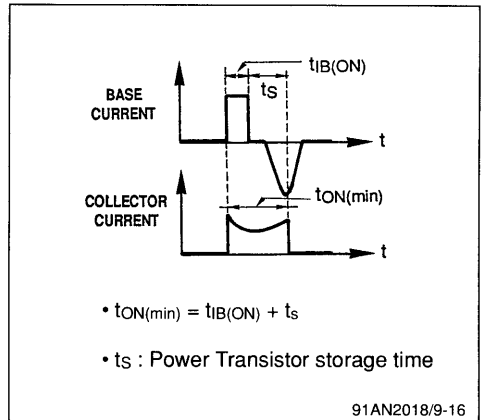 tIB(ON)
tS
BASE
CURRENT
t
tON(min)
COLLECTOR
CURRENT
t
• tON(min) = tIB(ON) + ts
• tS : Power Transistor storage time
91AN2018/9-16